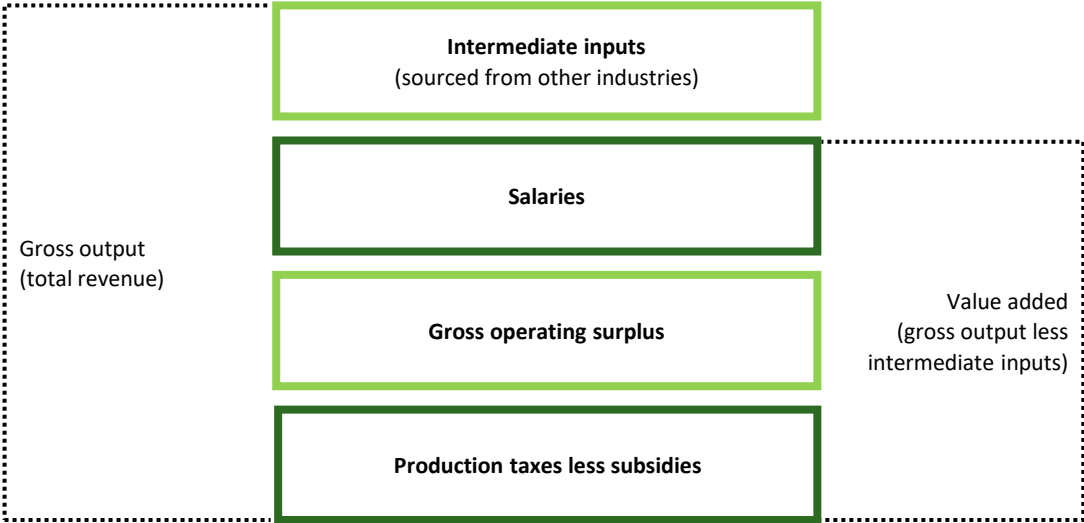 Intermediate inputs
(sourced from other industries)
Salaries
Gross output
(total revenue)
Gross operating surplus
Value added
(gross output less
intermediate inputs)
Production taxes less subsidies